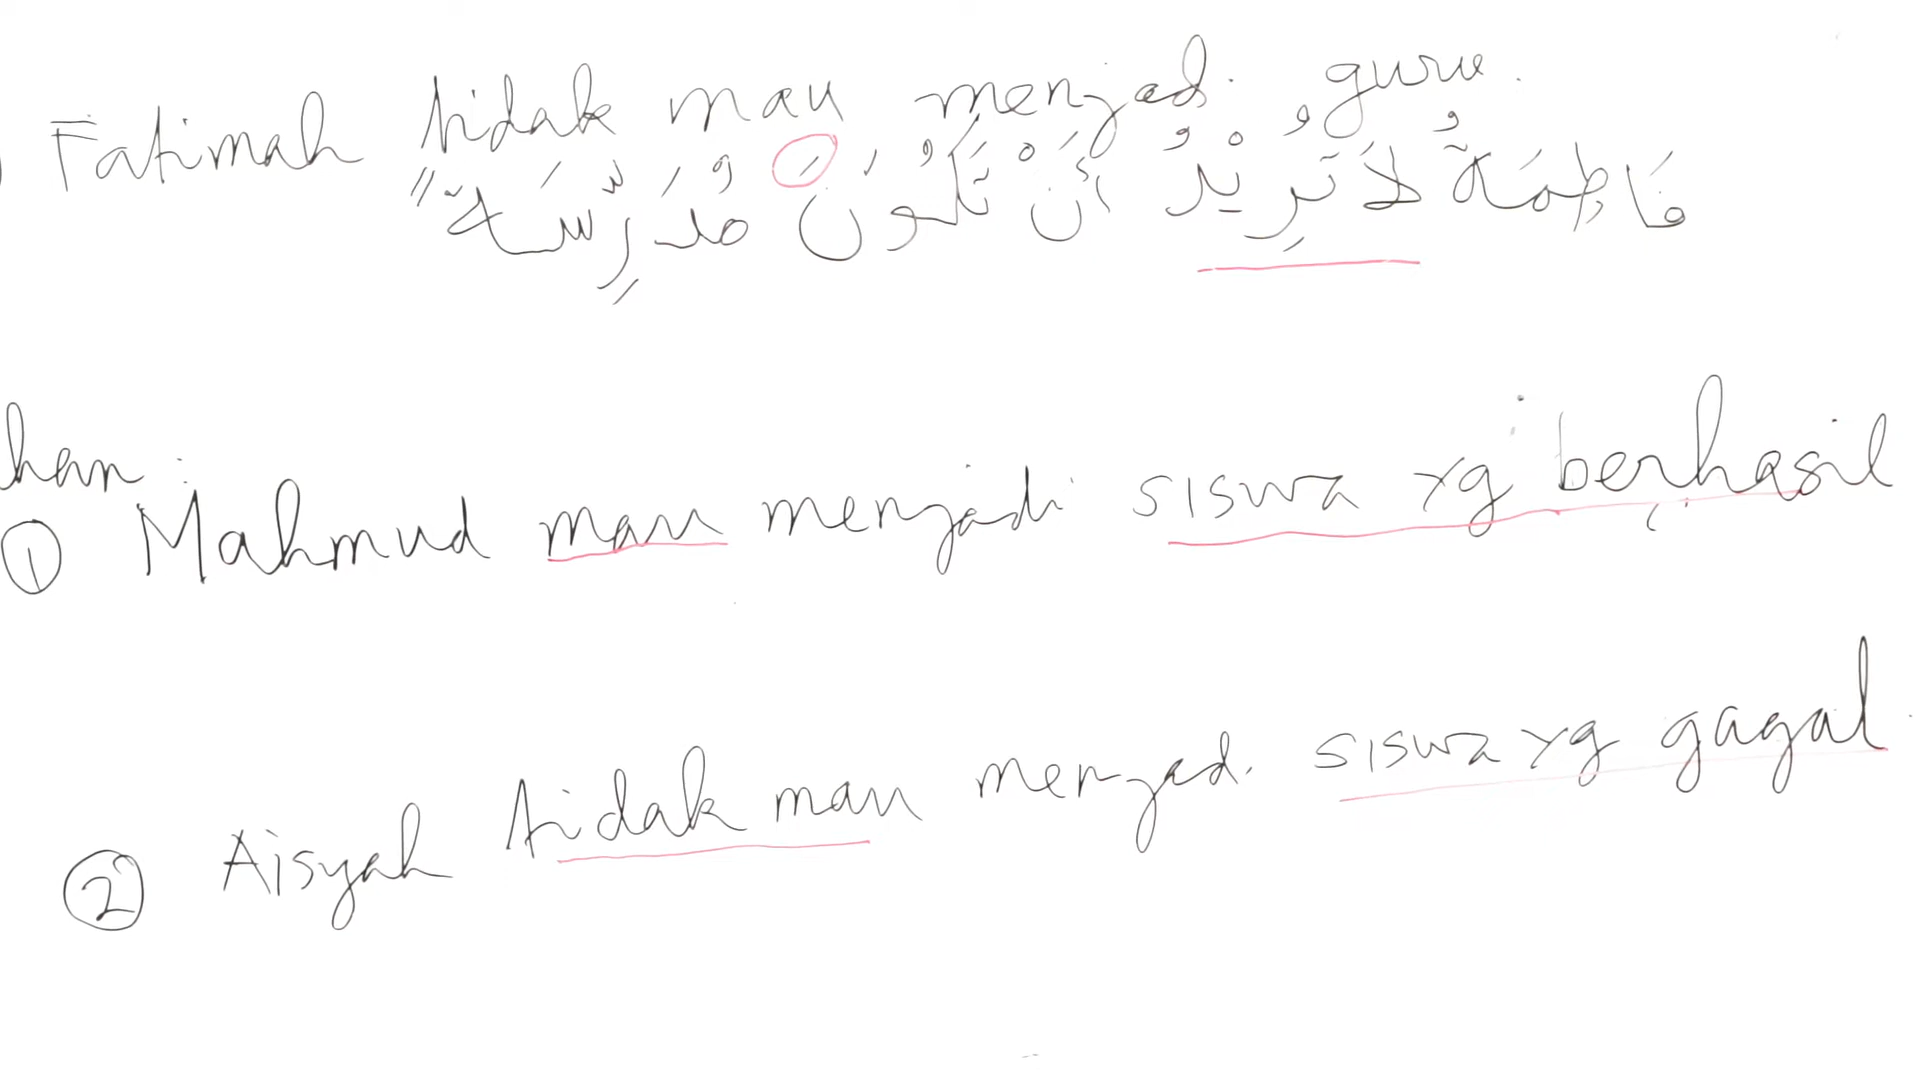 Fatimah tidak mau menjadi guru.
فَاطِمَةُ لَا تُرِيْدُ أَنْ تَكُوْنَ مُدَرِّسَةً
han
① Mahmud mau menjadi siswa yg berhasil
② Aisyah tidak mau menjadi siswa yg gagal